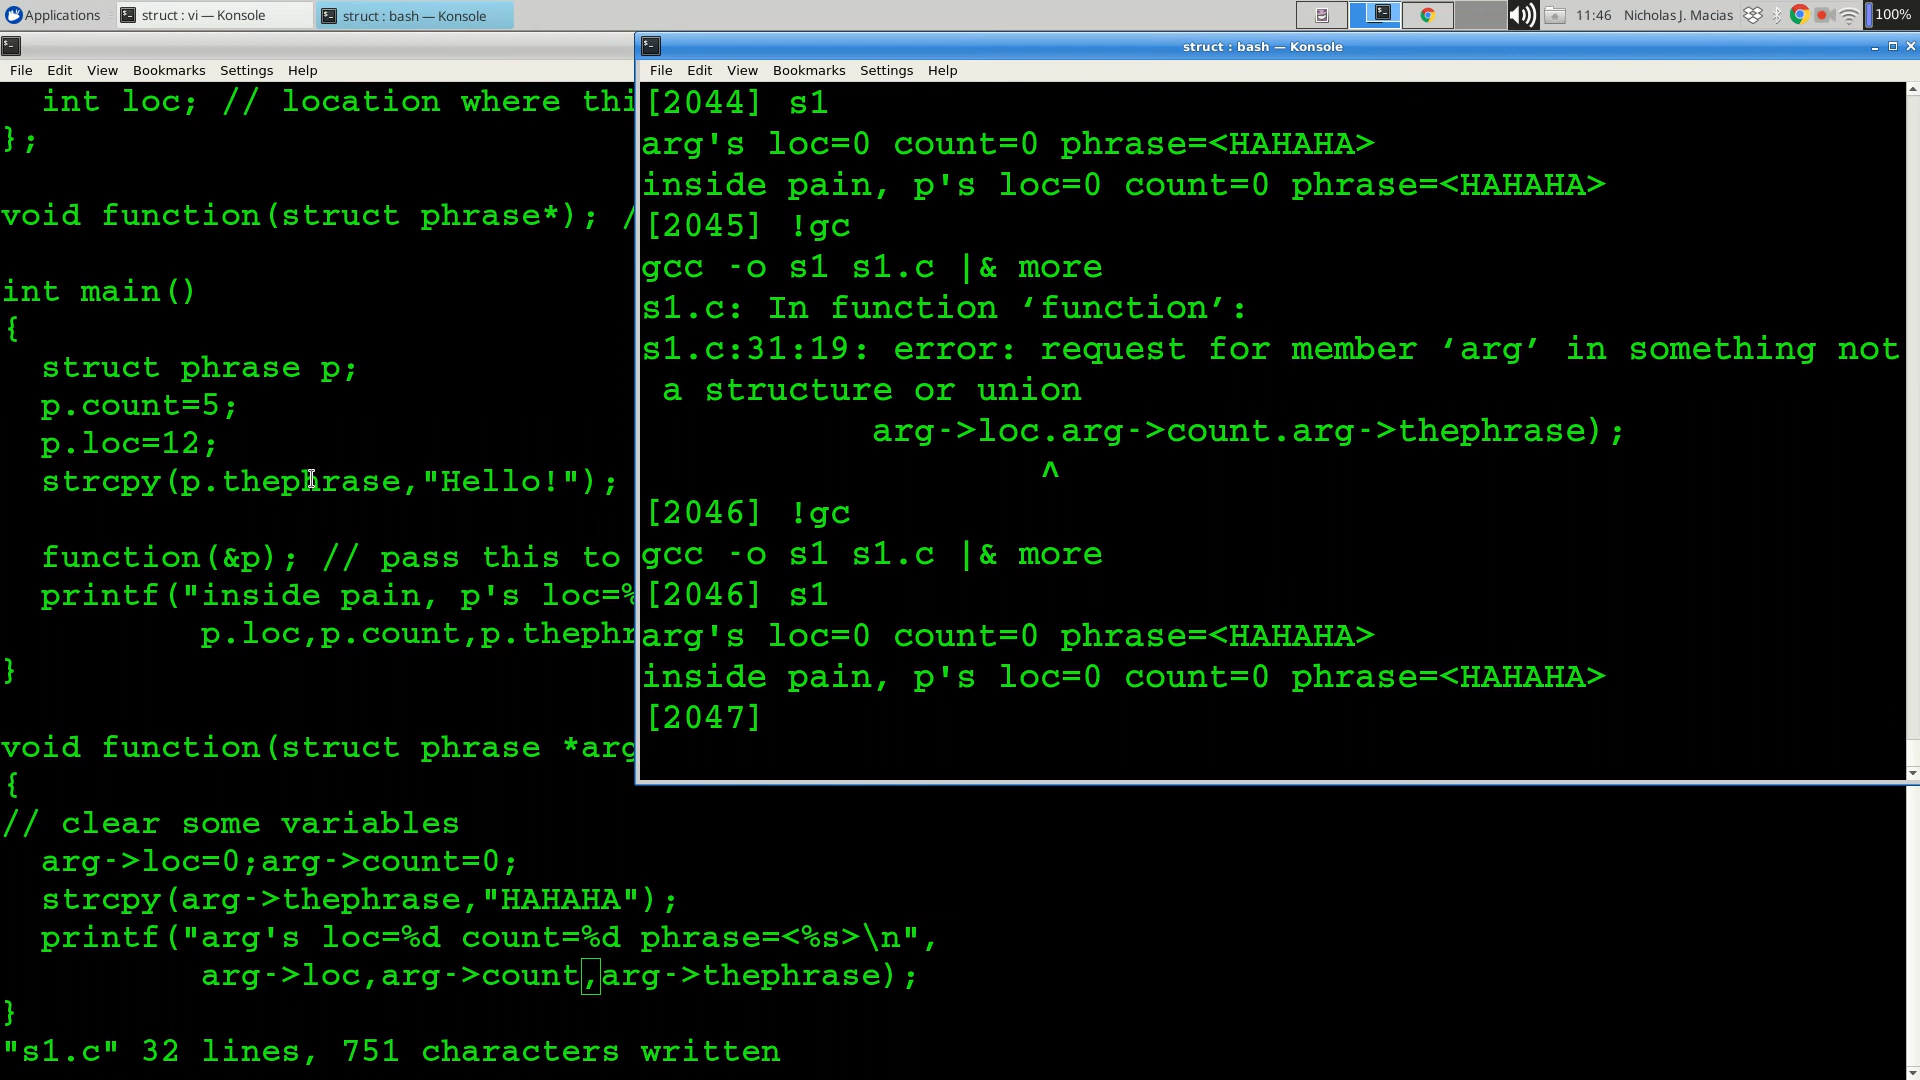 Applications struct : vi — Konsole struct : bash — Konsole 11:46 Nicholas J. Macias 100%
struct : bash — Konsole
File Edit View Bookmarks Settings Help
int loc; // location where thi
};
void function(struct phrase*); /
int main()
{
struct phrase p;
p.count=5;
p.loc=12;
strcpy(p.thephrase,"Hello!");
function(&p); // pass this to
printf("inside pain, p's loc=%
p.loc,p.count,p.thephr
}
void function(struct phrase *arg
{
// clear some variables
arg->loc=0;arg->count=0;
strcpy(arg->thephrase,"HAHAHA");
printf("arg's loc=%d count=%d phrase=<%s>\n",
arg->loc,arg->count,arg->thephrase);
}
"s1.c" 32 lines, 751 characters written
File Edit View Bookmarks Settings Help
[2044] s1
arg's loc=0 count=0 phrase=<HAHAHA>
inside pain, p's loc=0 count=0 phrase=<HAHAHA>
[2045] !gc
gcc -o s1 s1.c |& more
s1.c: In function ‘function’:
s1.c:31:19: error: request for member ‘arg’ in something not
a structure or union
arg->loc.arg->count.arg->thephrase);
^
[2046] !gc
gcc -o s1 s1.c |& more
[2046] s1
arg's loc=0 count=0 phrase=<HAHAHA>
inside pain, p's loc=0 count=0 phrase=<HAHAHA>
[2047]